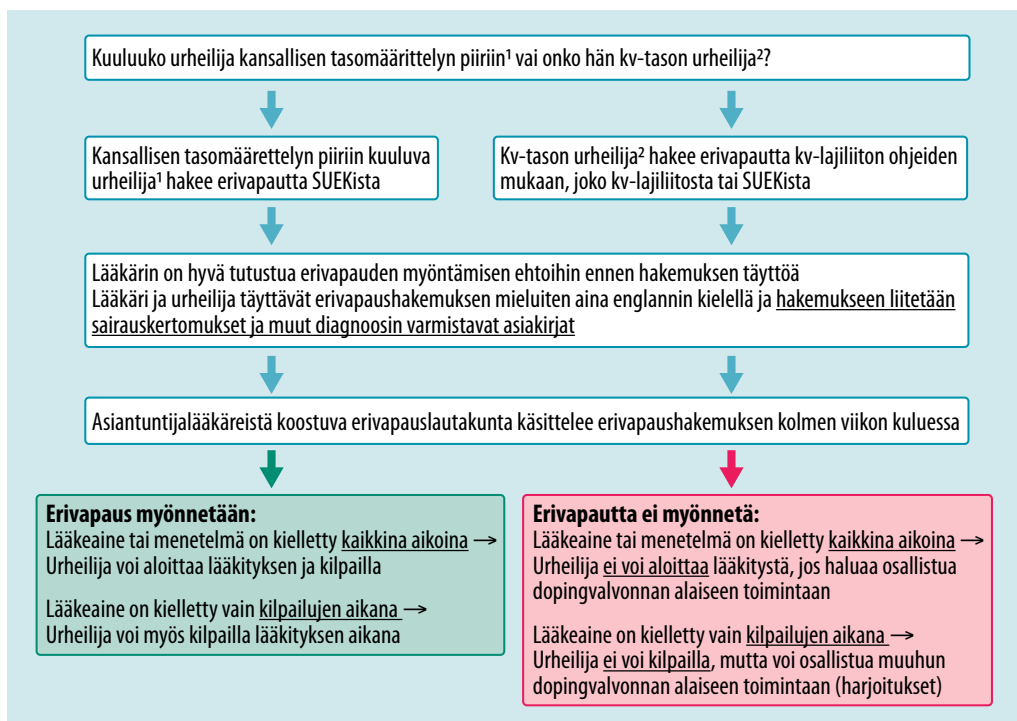 Kuuluuko urheilija kansallisen tasomäärittelyn piiriin¹ vai onko hän kv-tason urheilija²?
Kansallisen tasomäärettelyn piiriin kuuluva
urheilija¹ hakee erivapautta SUEKista
Kv-tason urheilija² hakee erivapautta kv-lajiliiton ohjeiden
mukaan, joko kv-lajiliitosta tai SUEKista
Lääkärin on hyvä tutustua erivapauden myöntämisen ehtoihin ennen hakemuksen täyttöä
Lääkäri ja urheilija täyttävät erivapaushakemuksen mieluiten aina englannin kielellä ja hakemukseen liitetään
sairauskertomukset ja muut diagnoosin varmistavat asiakirjat
Asiantuntijalääkäreistä koostuva erivapauslautakunta käsittelee erivapaushakemuksen kolmen viikon kuluessa
Erivapaus myönnetään:
Lääkeaine tai menetelmä on kielletty kaikkina aikoina →
Urheilija voi aloittaa lääkityksen ja kilpailla
Lääkeaine on kielletty vain kilpailujen aikana →
Urheilija voi myös kilpailla lääkityksen aikana
Erivapautta ei myönnetä:
Lääkeaine tai menetelmä on kielletty kaikkina aikoina →
Urheilija ei voi aloittaa lääkitystä, jos haluaa osallistua
dopingvalvonnan alaiseen toimintaan
Lääkeaine on kielletty vain kilpailujen aikana →
Urheilija ei voi kilpailla, mutta voi osallistua muuhun
dopingvalvonnan alaiseen toimintaan (harjoitukset)